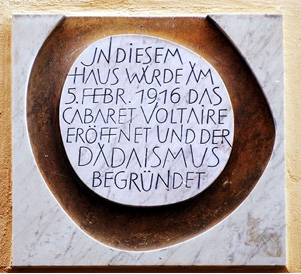 IN DIESEM
HAUS WURDE AM
5. FEBR. 1916 DAS
CABARET VOLTAIRE
ERÖFFNET UND DER
DADAISMUS
BEGRÜNDET